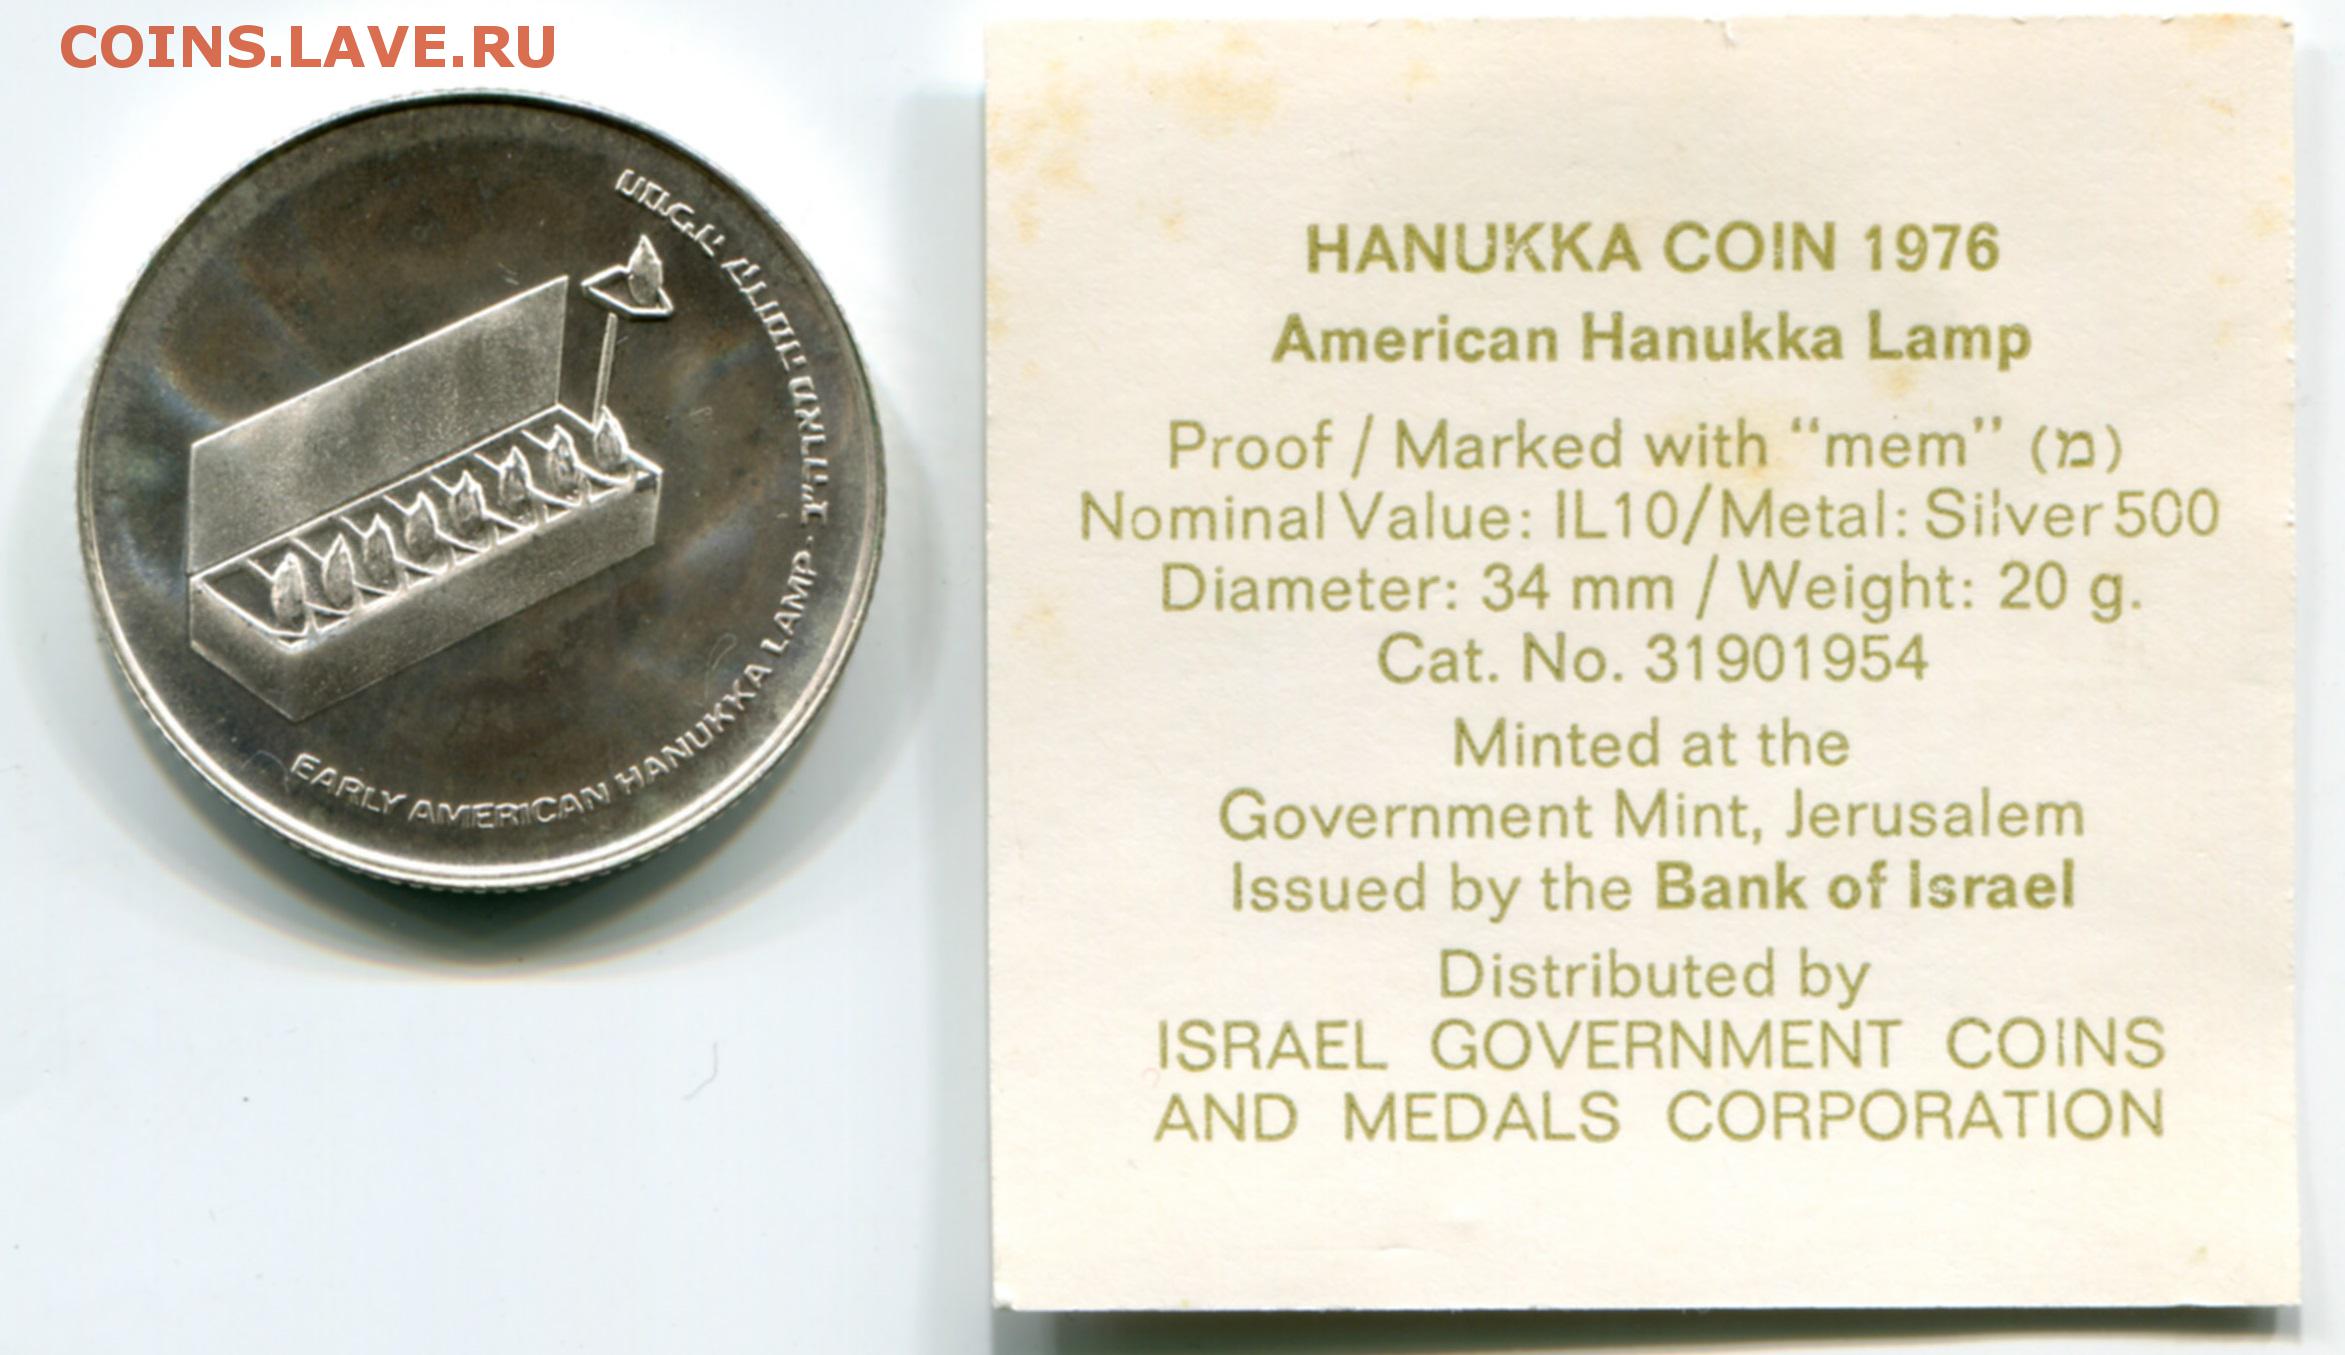 COINS.LAVE.RU
EARLY AMERICAN HANUKKA LAMP.
HANUKKA COIN 1976
American Hanukka Lamp
Proof / Marked with “mem” (מ)
Nominal Value: IL10/Metal: Silver 500
Diameter: 34 mm / Weight: 20 g.
Cat. No. 31901954
Minted at the
Government Mint, Jerusalem
Issued by the Bank of Israel
Distributed by
ISRAEL GOVERNMENT COINS
AND MEDALS CORPORATION